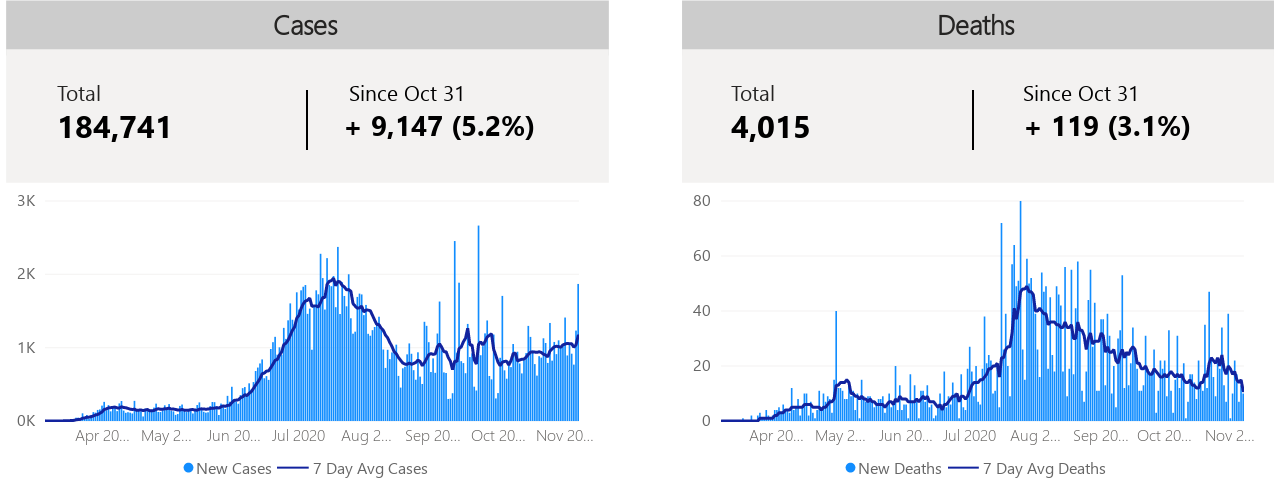 Cases
Total
184,741
Since Oct 31
+ 9,147 (5.2%)
3K
2K
1K
0K
Apr 20... May 2... Jun 20... Jul 2020 Aug 2... Sep 20... Oct 20... Nov 20...
New Cases 7 Day Avg Cases
Deaths
Total
4,015
Since Oct 31
+ 119 (3.1%)
80
60
40
20
0
Apr 20... May 2... Jun 20... Jul 2020 Aug 2... Sep 20... Oct 20... Nov 2...
New Deaths 7 Day Avg Deaths